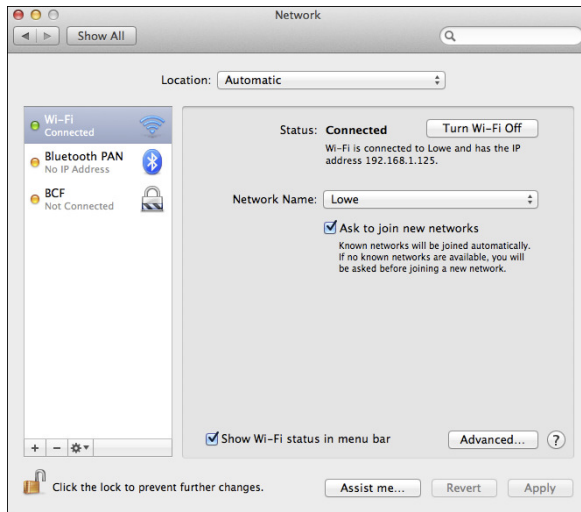 Network
Show All
Location: Automatic
Wi-Fi
Connected
Bluetooth PAN
No IP Address
BCF
Not Connected
Status: Connected
Turn Wi-Fi Off
Wi-Fi is connected to Lowe and has the IP
address 192.168.1.125.
Network Name: Lowe
Ask to join new networks
Known networks will be joined automatically.
If no known networks are available, you will
be asked before joining a new network.
Show Wi-Fi status in menu bar
Advanced...
?
+ −
Click the lock to prevent further changes.
Assist me...
Revert
Apply